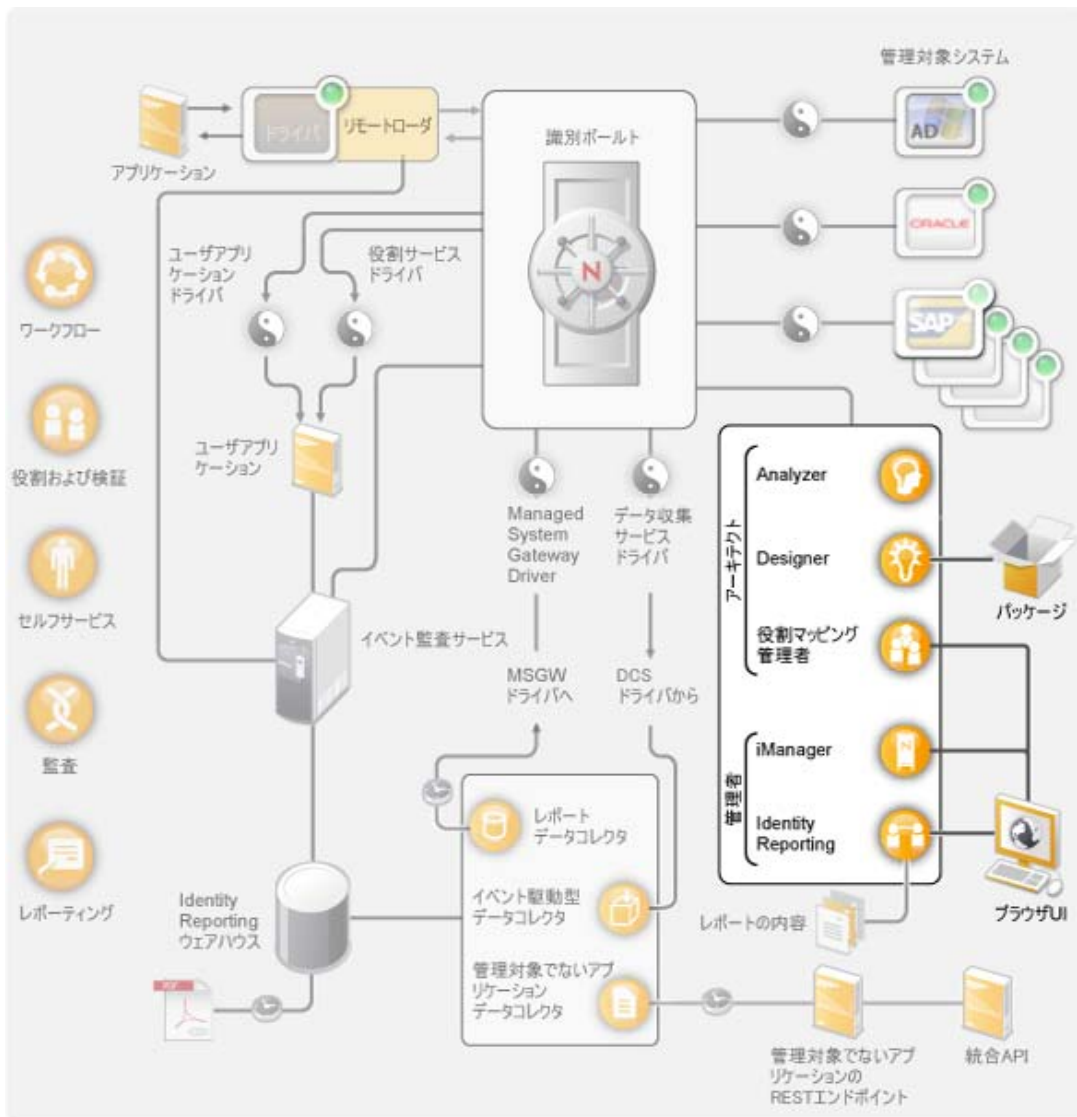 管理対象システム
ドライバ
リモートローダ
アプリケーション
識別ボールト
AD
ORACLE
SAP
N
ユーザアプリ
ケーション
ドライバ
役割サービス
ドライバ
ワークフロー
役割および検証
セルフサービス
監査
レポーティング
ユーザアプリ
ケーション
Managed
System
Gateway
Driver
データ収集
サービス
ドライバ
イベント監査サービス
MSGW
ドライバへ
DCS
ドライバから
アーキテクト
Analyzer
Designer
役割マッピング
管理者
管理者
iManager
N
Identity
Reporting
パッケージ
ブラウザUI
レポートの内容
レポート
データコレクタ
イベント駆動型
データコレクタ
管理対象でないアプ
リケーション
データコレクタ
Identity
Reporting
ウェアハウス
PDF
管理対象でないアプ
リケーションの
RESTエンドポイント
統合API